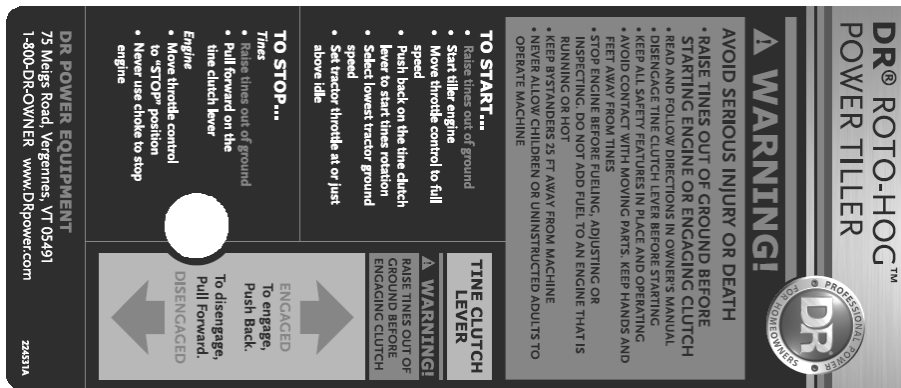 DR® ROTO-HOG™
POWER TILLER
PROFESSIONAL POWER
DR®
FOR HOMEOWNERS
WARNING!
AVOID SERIOUS INJURY OR DEATH
• RAISE TINES OUT OF GROUND BEFORE
STARTING ENGINE OR ENGAGING CLUTCH
• READ AND FOLLOW DIRECTIONS IN OWNER'S MANUAL
• DISENGAGE TINE CLUTCH LEVER BEFORE STARTING
• KEEP ALL SAFETY FEATURES IN PLACE AND OPERATING
• AVOID CONTACT WITH MOVING PARTS. KEEP HANDS AND
FEET AWAY FROM TINES
• STOP ENGINE BEFORE FUELING, ADJUSTING OR
INSPECTING. DO NOT ADD FUEL TO AN ENGINE THAT IS
RUNNING OR HOT
• KEEP BYSTANDERS 25 FT AWAY FROM MACHINE
• NEVER ALLOW CHILDREN OR UNINSTRUCTED ADULTS TO
OPERATE MACHINE
TO START...
• Raise tines out of ground
• Start tiller engine
• Move throttle control to full
speed
• Push back on the tine clutch
lever to start tines rotation
• Select lowest tractor ground
speed
• Set tractor throttle at or just
above idle
TO STOP...
Tines
• Raise tines out of ground
• Pull forward on the
tine clutch lever
Engine
• Move throttle control
to "STOP" position
• Never use choke to stop
engine
TINE CLUTCH
LEVER
WARNING!
RAISE TINES OUT OF
GROUND BEFORE
ENGAGING CLUTCH
ENGAGED
To engage,
Push Back.
To disengage,
Pull Forward.
DISENGAGED
DR POWER EQUIPMENT
75 Meigs Road, Vergennes, VT 05491
1-800-DR-OWNER www.DRpower.com
224531A